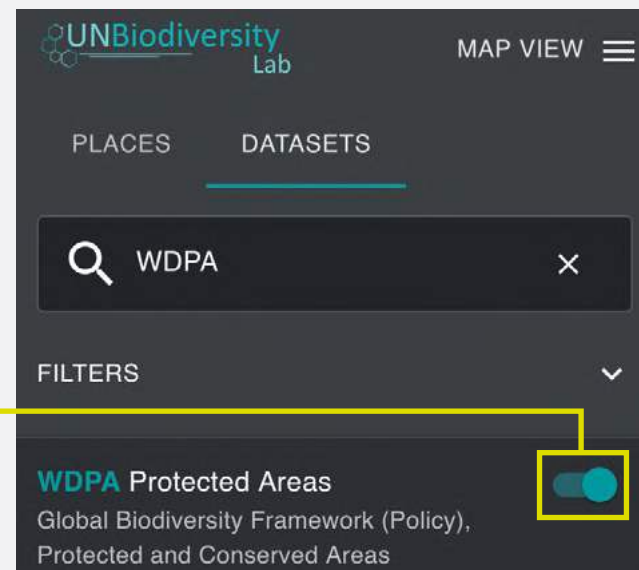 UNBiodiversity
Lab
MAP VIEW
PLACES DATASETS
WDPA
FILTERS
WDPA Protected Areas
Global Biodiversity Framework (Policy),
Protected and Conserved Areas